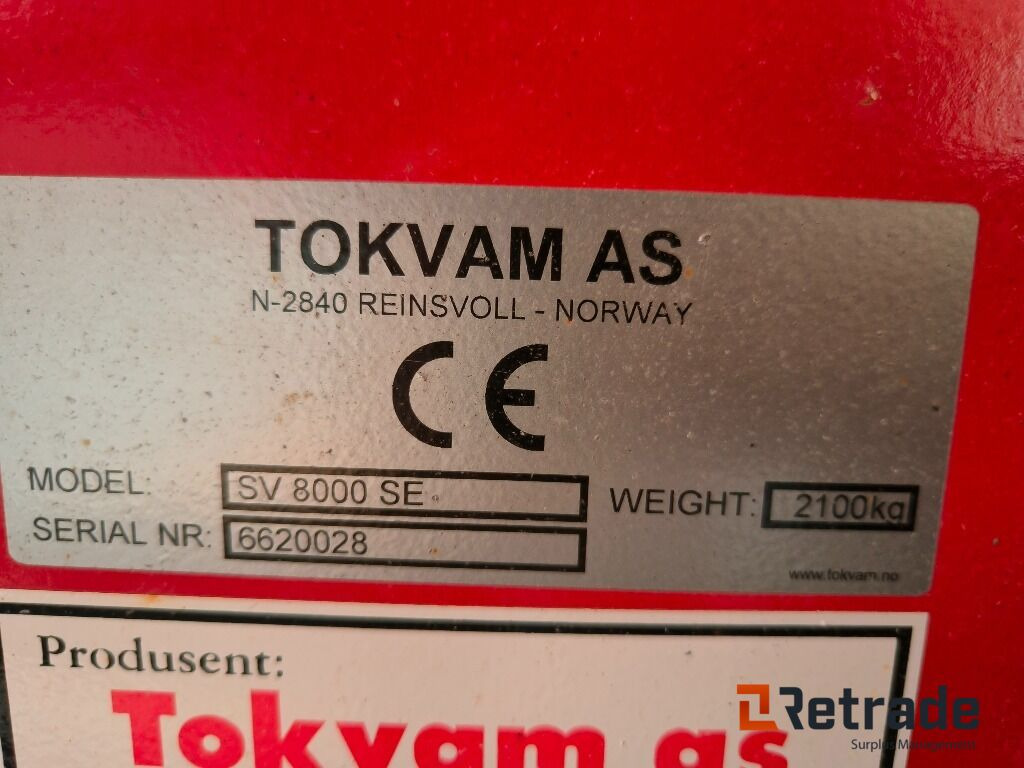 TOKVAM AS
N-2840 REINSVOLL - NORWAY
CE
MODEL: SV 8000 SE WEIGHT: 2100kg
SERIAL NR: 6620028
www.tokvam.no
Produsent:
Tokvam as
Retrade
Surplus Management